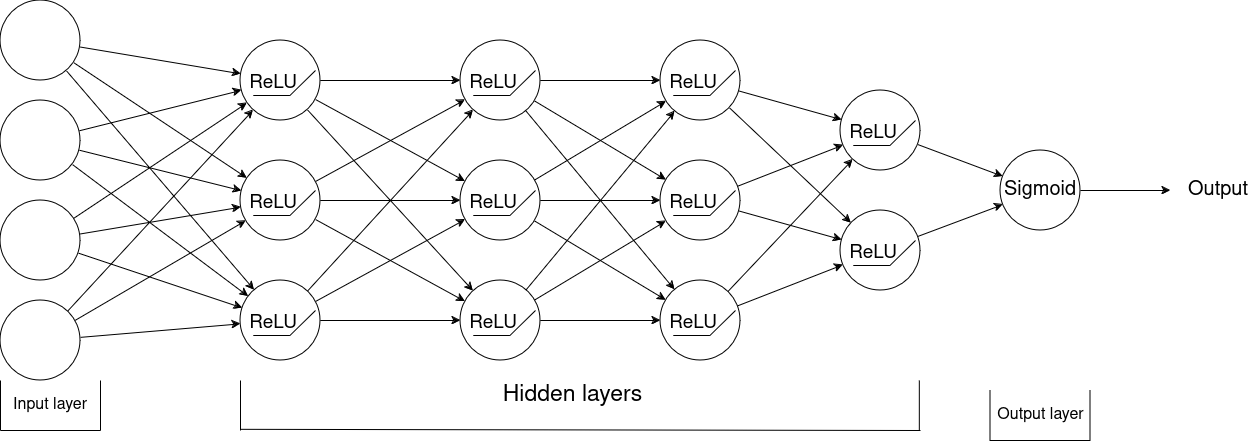 ReLU
ReLU
ReLU
ReLU
ReLU
ReLU
ReLU
ReLU
ReLU
ReLU
ReLU
Sigmoid
Output
Input layer
Hidden layers
Output layer